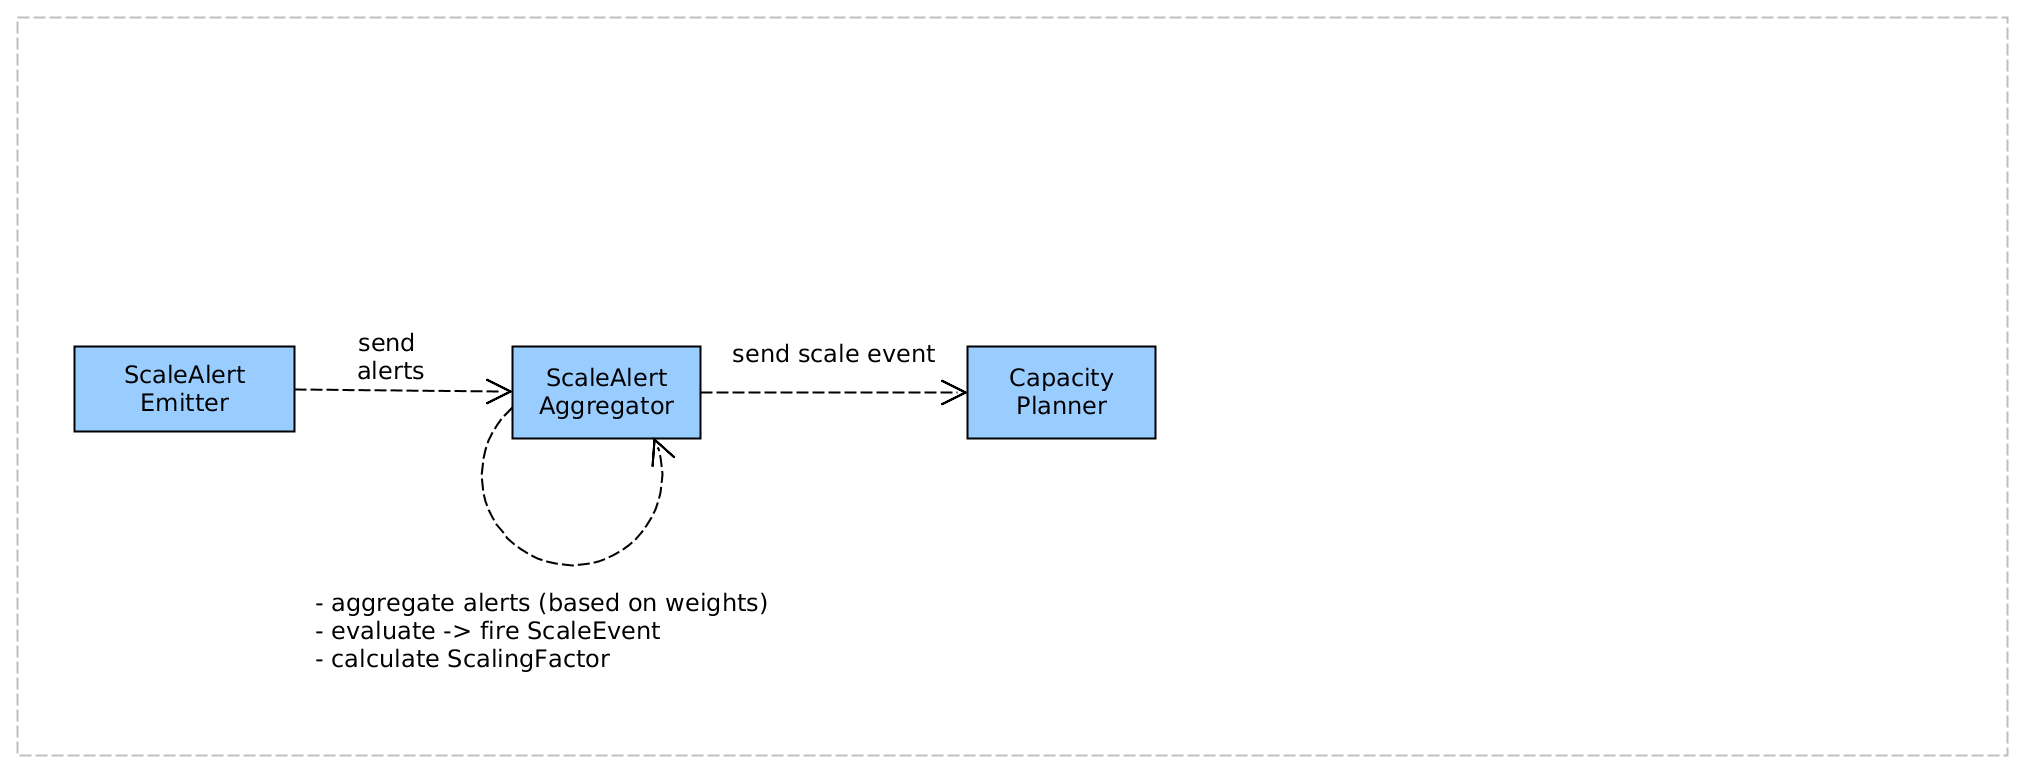 ScaleAlert
Emitter
send
alerts
ScaleAlert
Aggregator
send scale event
Capacity
Planner
- aggregate alerts (based on weights)
- evaluate -> fire ScaleEvent
- calculate ScalingFactor